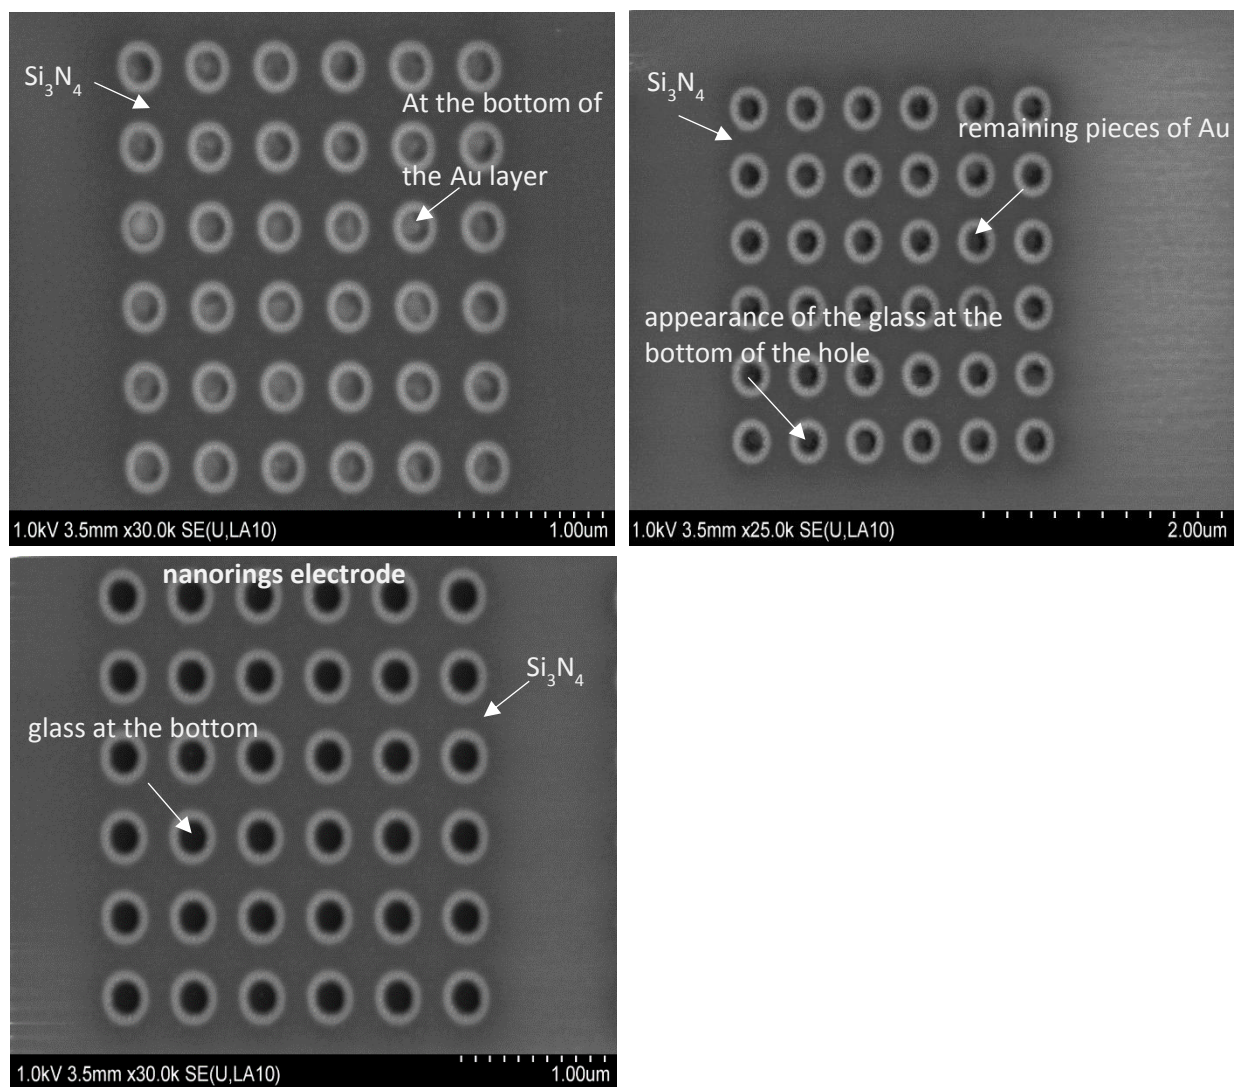 Si₃N₄
At the bottom of
the Au layer
1.0kV 3.5mm x30.0k SE(U,LA10) 1.00um
Si₃N₄
remaining pieces of Au
appearance of the glass at the
bottom of the hole
1.0kV 3.5mm x25.0k SE(U,LA10) 2.00um
nanorings electrode
Si₃N₄
glass at the bottom
1.0kV 3.5mm x30.0k SE(U,LA10) 1.00um